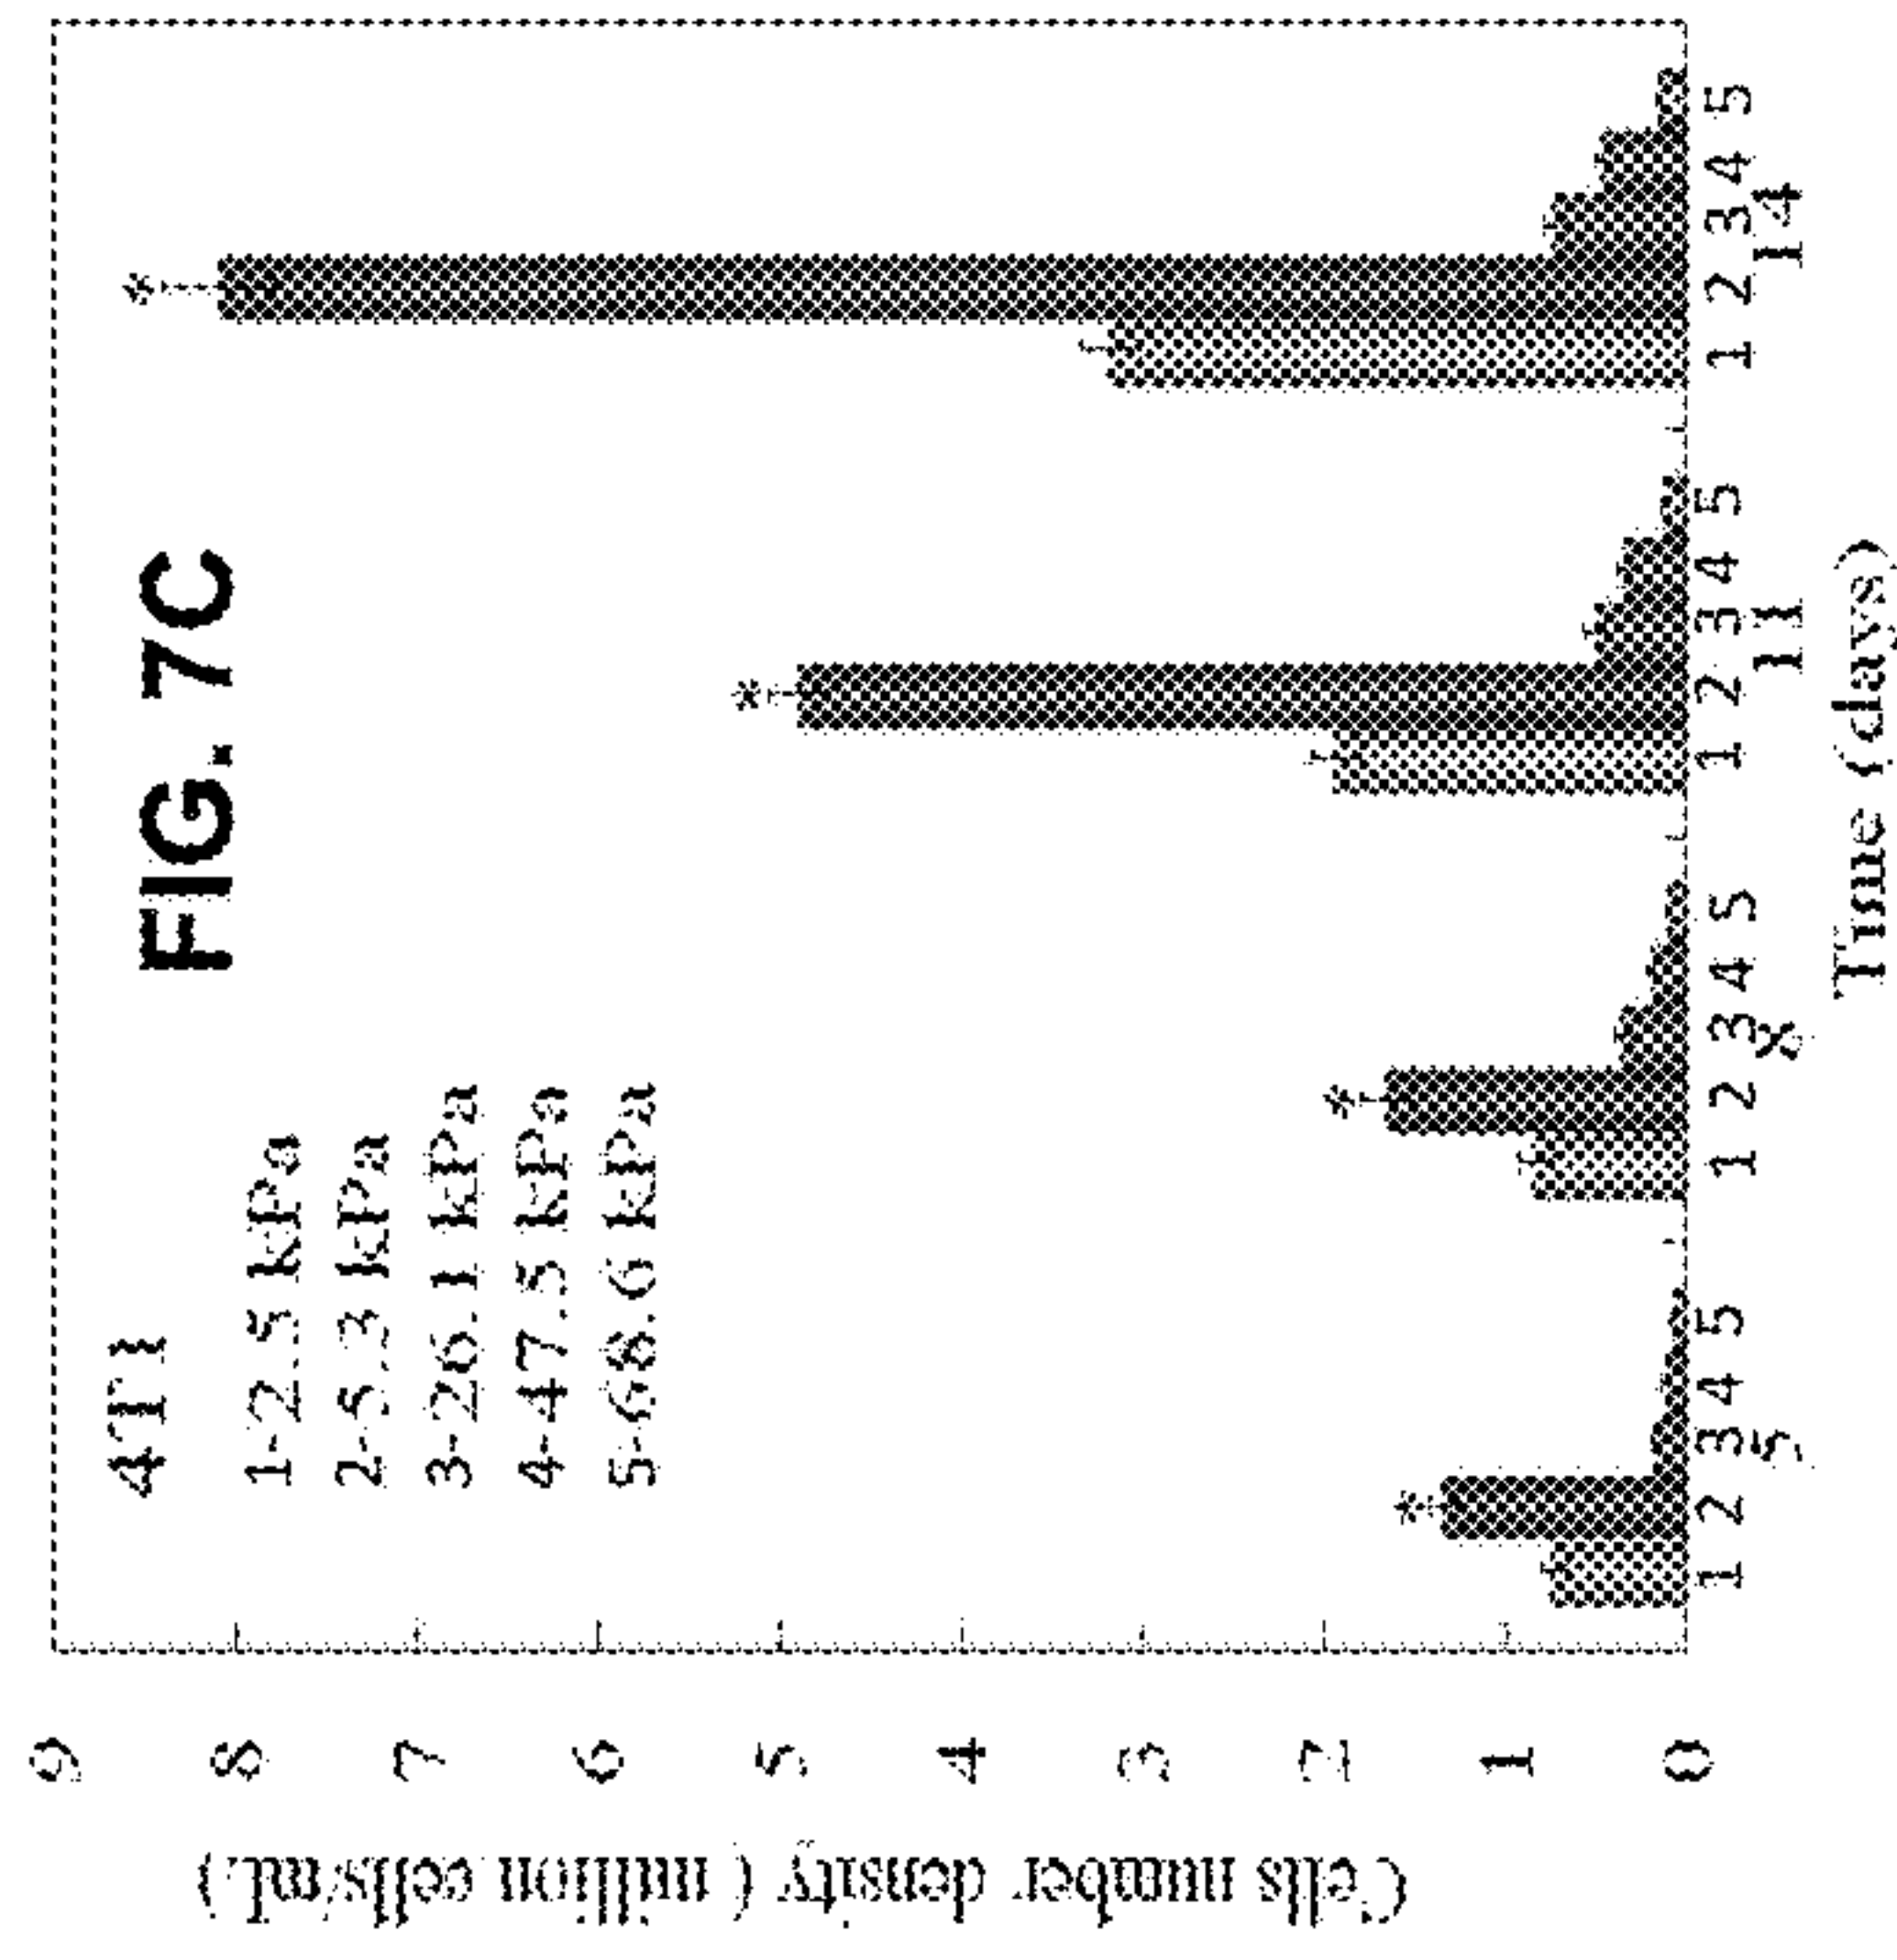 FIG. 7C
4T1
1-2.5 kPa
2-5.3 kPa
3-26.1 kPa
4-47.5 kPa
5-68.6 kPa
Cells number density ( million cells/mL)
9
8
7
6
5
4
3
2
1
0
1 2 3 4 5 1 2 3 4 5 1 2 3 4 5 1 2 3 4 5
5 8 11 14
Time (days)
* * * *